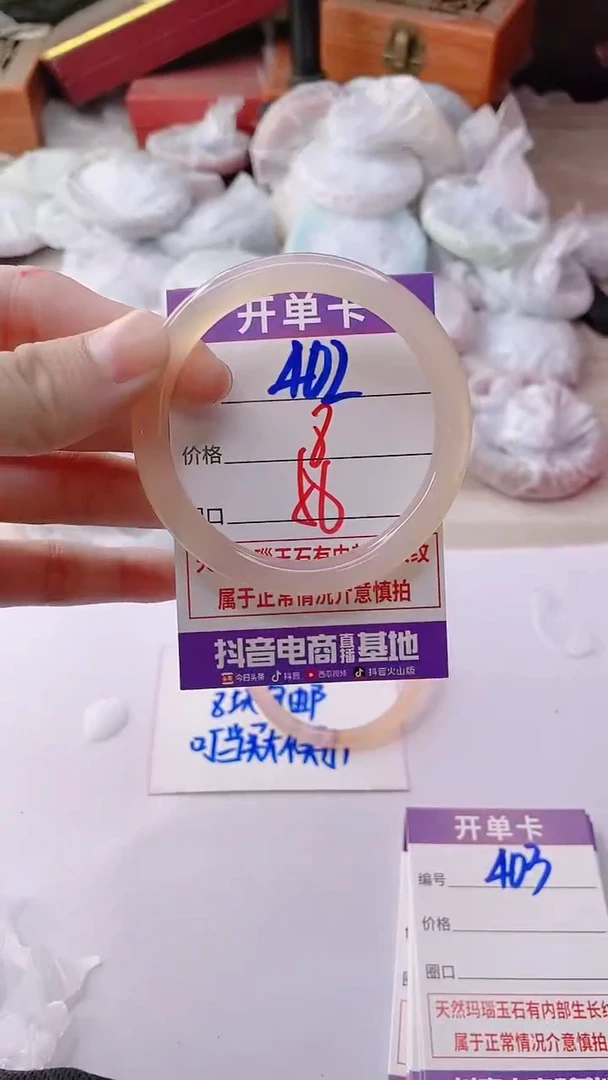 开单卡
402
价格 8
口 56
属于正常情况介意慎拍
抖音电商直播基地
今日头条 抖音 西瓜视频 抖音火山版
开单卡
编号 403
价格
圈口
天然玛瑙玉石有内部生长纹
属于正常情况介意慎拍